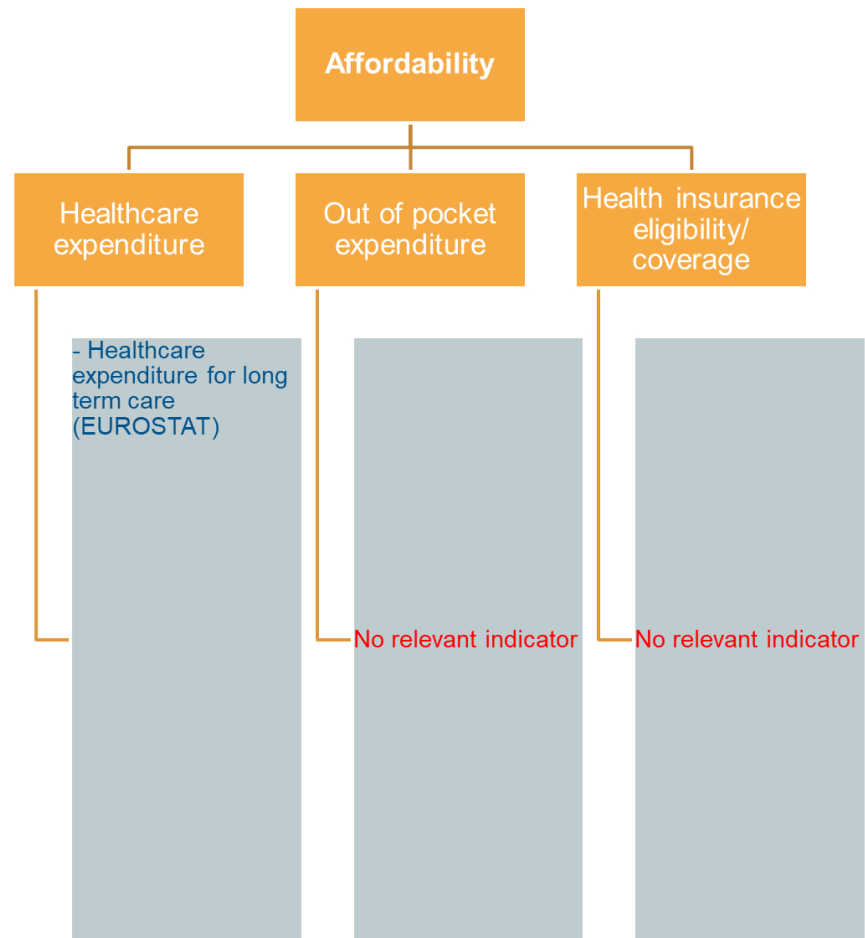 Affordability
Healthcare
expenditure
Out of pocket
expenditure
Health insurance
eligibility/
coverage
- Healthcare
expenditure for long
term care
(EUROSTAT)
No relevant indicator
No relevant indicator